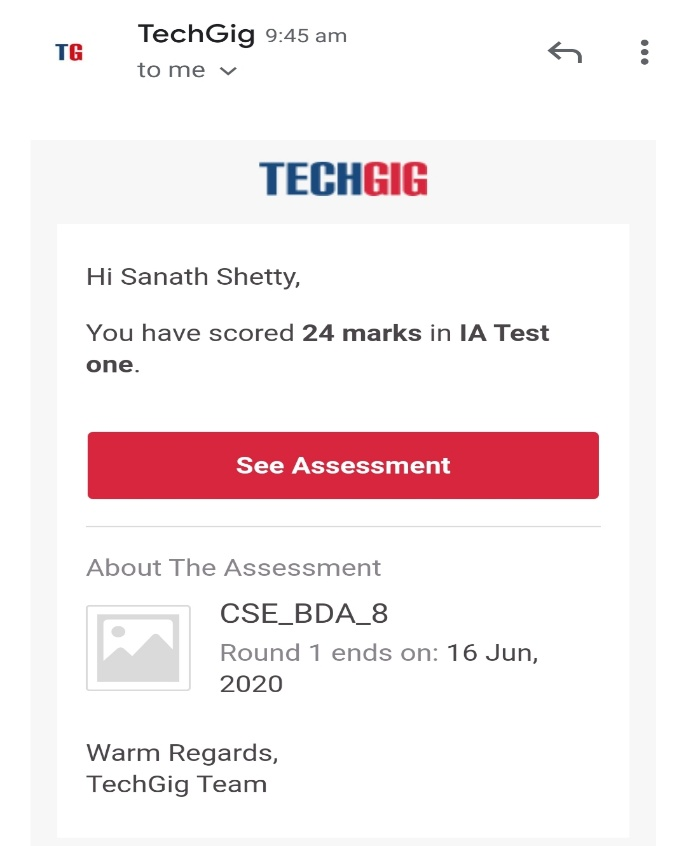 TechGig 9:45 am
TG
to me
TECHGIG
Hi Sanath Shetty,
You have scored 24 marks in IA Test
one.
See Assessment
About The Assessment
CSE_BDA_8
Round 1 ends on: 16 Jun,
2020
Warm Regards,
TechGig Team